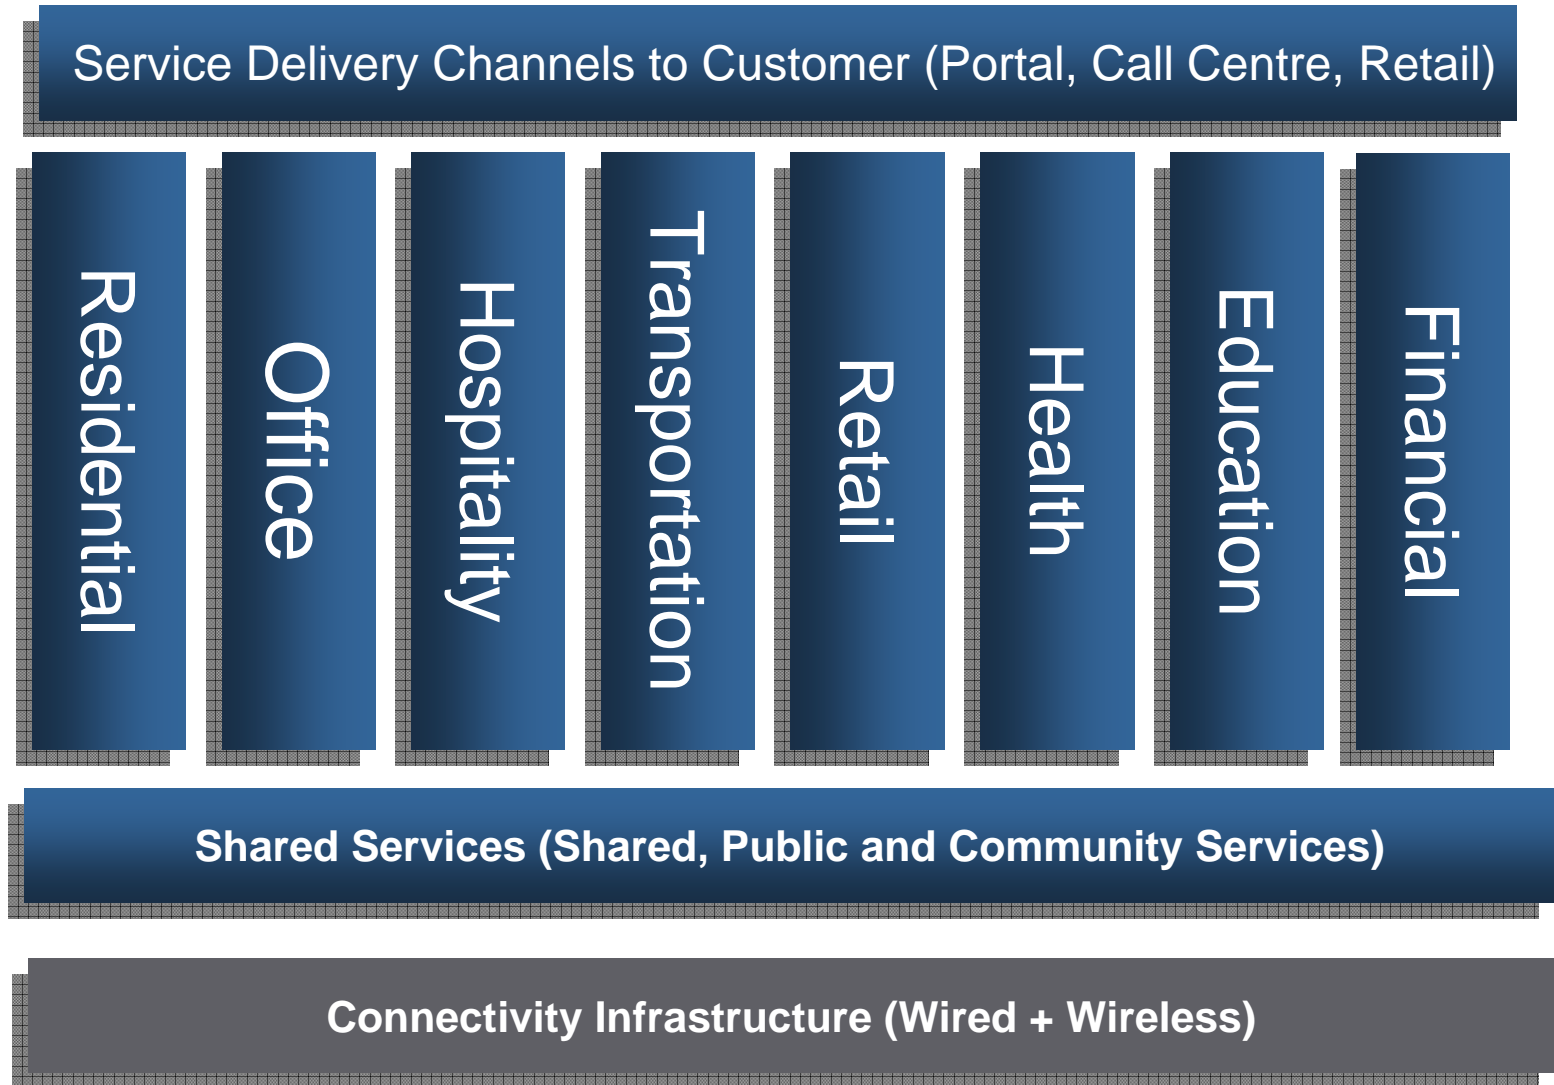 Service Delivery Channels to Customer (Portal, Call Centre, Retail)
Residential
Office
Hospitality
Transportation
Retail
Health
Education
Financial
Shared Services (Shared, Public and Community Services)
Connectivity Infrastructure (Wired + Wireless)